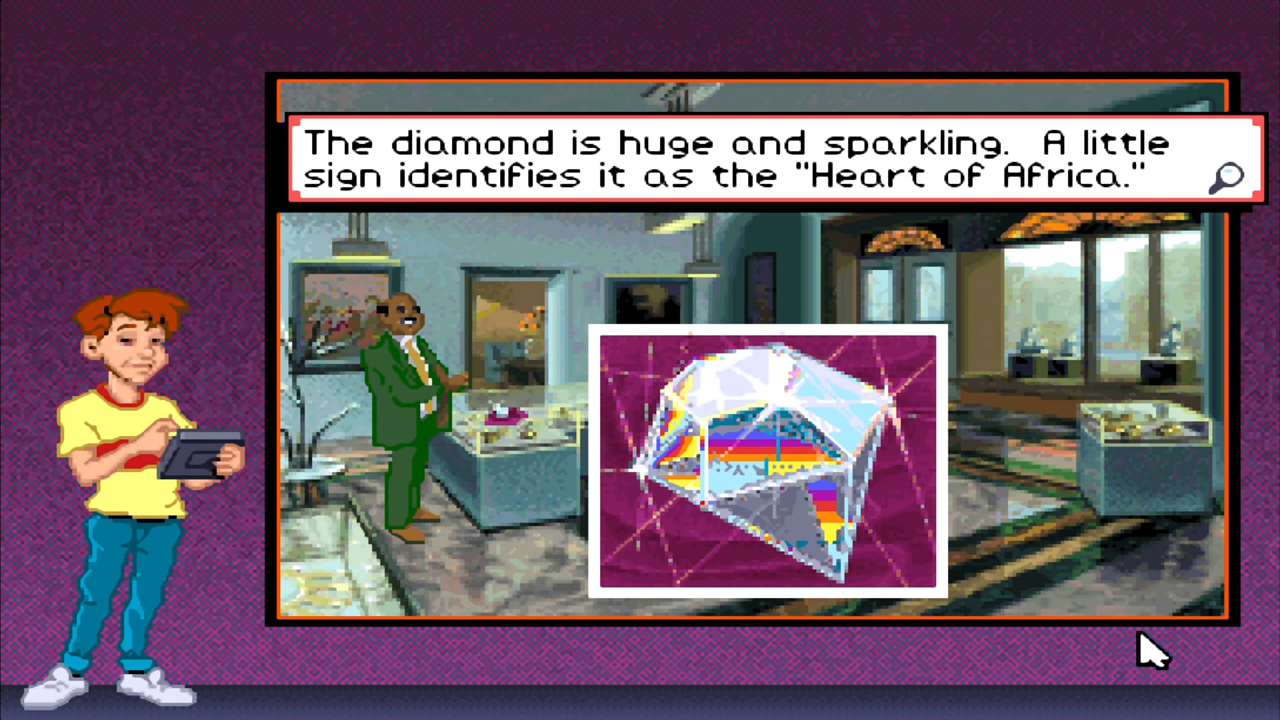 The diamond is huge and sparkling.  A little
sign identifies it as the "Heart of Africa."